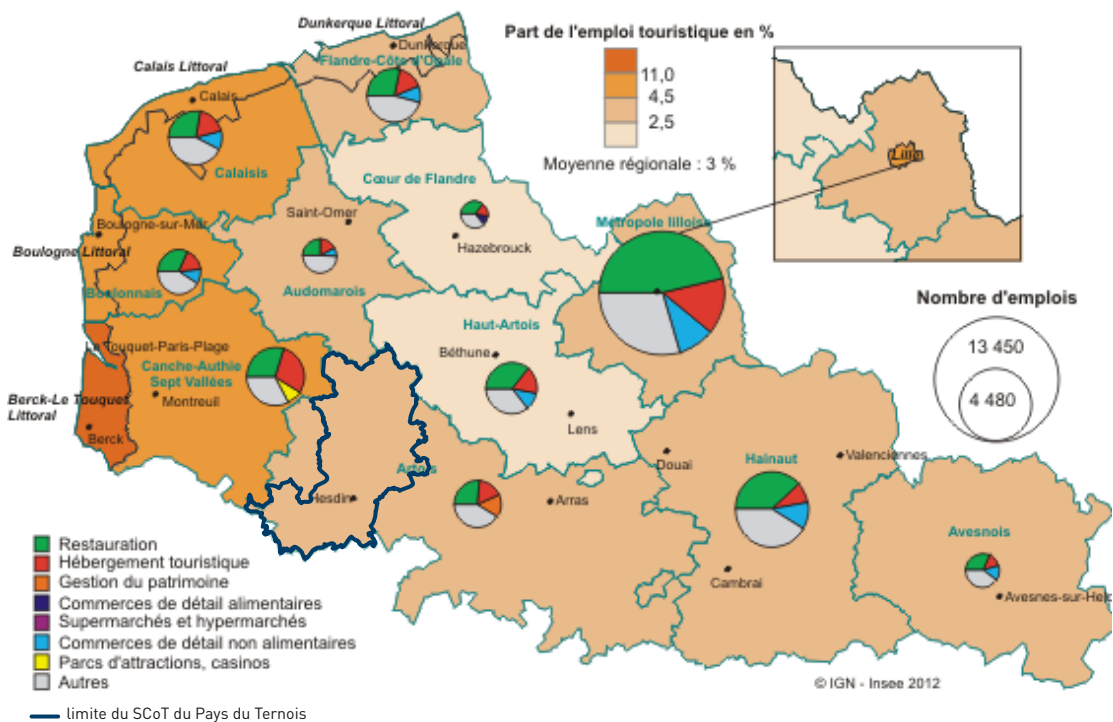 Dunkerque Littoral
Dunkerque
Flandre-Côte d'Opale
Calais Littoral
Calais
Calaisis
Part de l'emploi touristique en %
11,0
4,5
2,5
Moyenne régionale : 3 %
Lille
Cœur de Flandre
Hazebrouck
Saint-Omer
Audomarois
Boulogne-sur-Mer
Boulogne Littoral
Boulonnais
Métropole lilloise
Nombre d'emplois
13 450
4 480
Haut-Artois
Béthune
Lens
Le Touquet-Paris-Plage
Canche-Authie
Sept Vallées
Montreuil
Berck-Le Touquet
Littoral
Berck
Artois
Hesdin
Arras
Douai
Hainaut
Valenciennes
Cambrai
Avesnois
Avesnes-sur-Help
Restauration
Hébergement touristique
Gestion du patrimoine
Commerces de détail alimentaires
Supermarchés et hypermarchés
Commerces de détail non alimentaires
Parcs d'attractions, casinos
Autres
© IGN - Insee 2012
limite du SCoT du Pays du Ternois